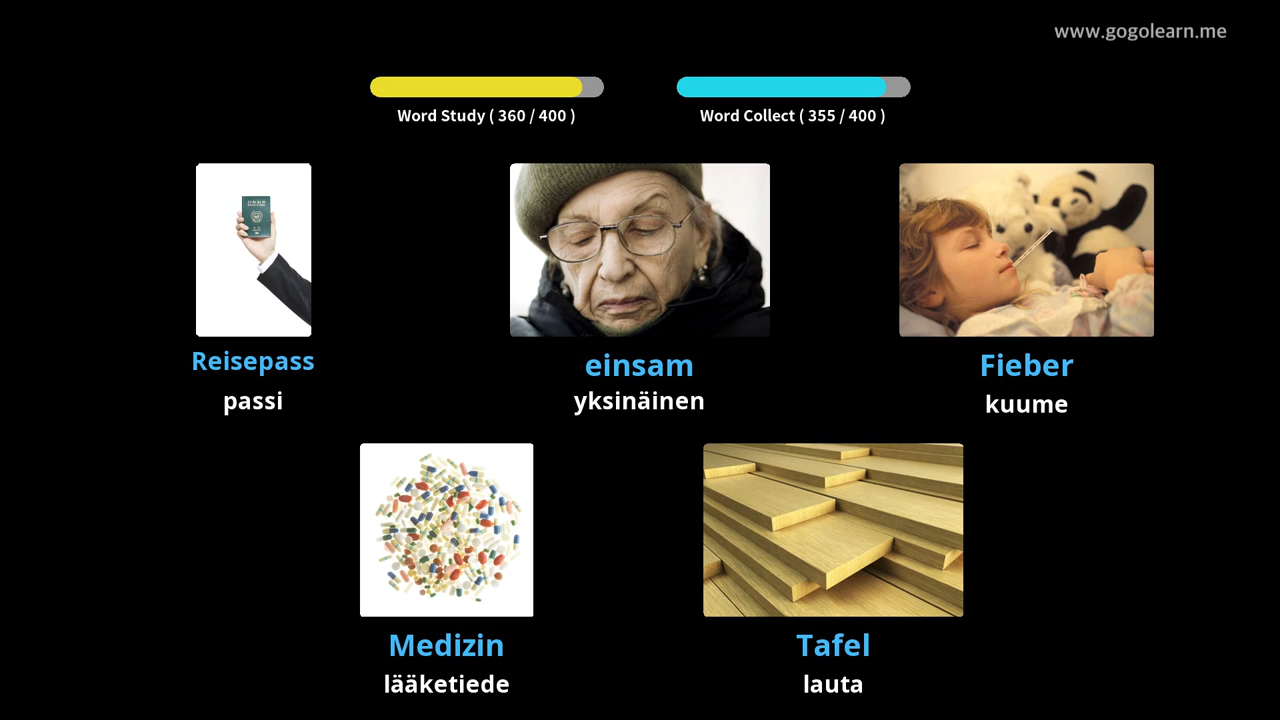 www.gogolearn.me
Word Study ( 360 / 400 )
Word Collect ( 355 / 400 )
Reisepass
passi
einsam
yksinäinen
Fieber
kuume
Medizin
lääketiede
Tafel
lauta